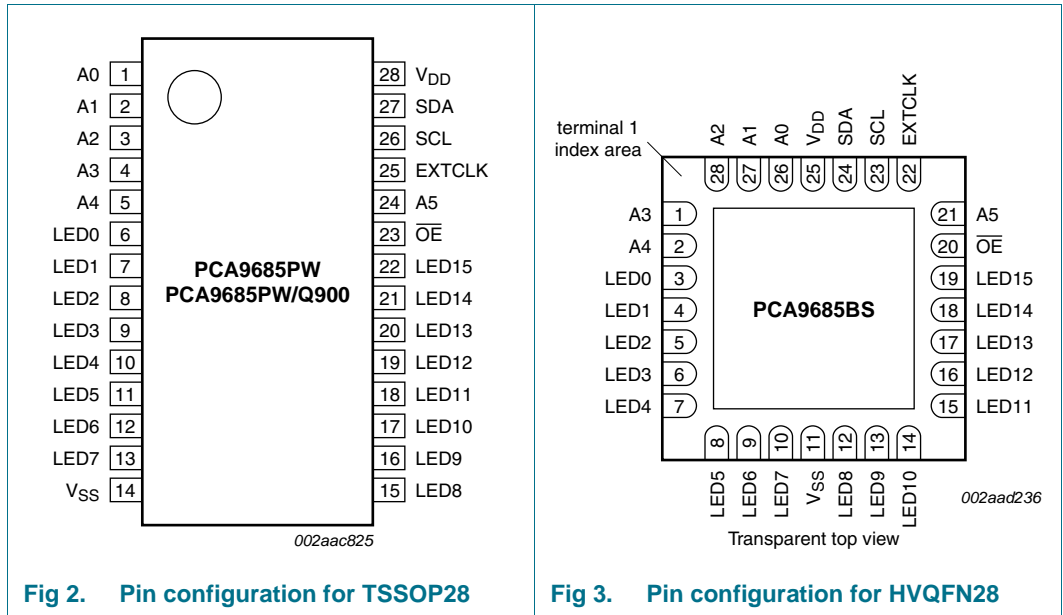 A0 1
A1 2
A2 3
A3 4
A4 5
LED0 6
LED1 7
LED2 8
LED3 9
LED4 10
LED5 11
LED6 12
LED7 13
VSS 14
PCA9685PW
PCA9685PW/Q900
28 VDD
27 SDA
26 SCL
25 EXTCLK
24 A5
23 OE
22 LED15
21 LED14
20 LED13
19 LED12
18 LED11
17 LED10
16 LED9
15 LED8
002aac825
Fig 2. Pin configuration for TSSOP28
terminal 1
index area
A2 A1 A0 VDD SDA SCL EXTCLK
28 27 26 25 24 23 22
A3 1
A4 2
LED0 3
LED1 4
LED2 5
LED3 6
LED4 7
PCA9685BS
21 A5
20 OE
19 LED15
18 LED14
17 LED13
16 LED12
15 LED11
8 9 10 11 12 13 14
LED5 LED6 LED7 VSS LED8 LED9 LED10
002aad236
Transparent top view
Fig 3. Pin configuration for HVQFN28